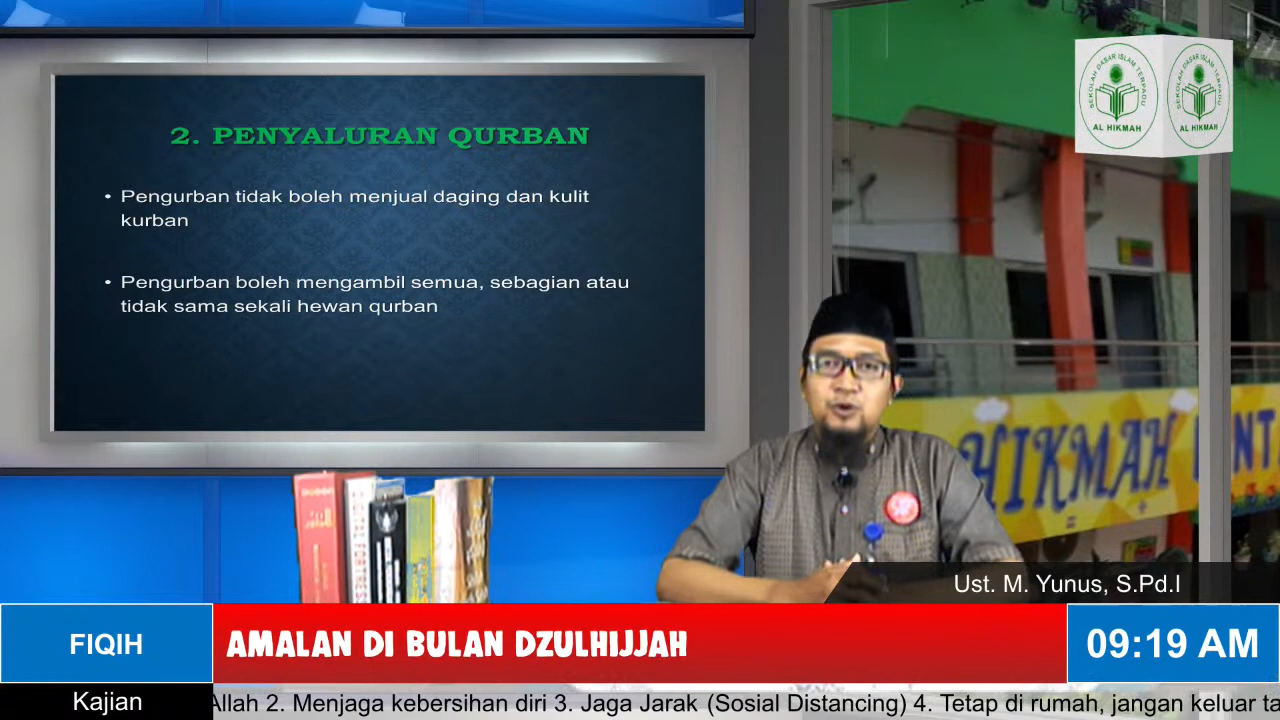 2. PENYALURAN QURBAN
• Pengurban tidak boleh menjual daging dan kulit
kurban
• Pengurban boleh mengambil semua, sebagian atau
tidak sama sekali hewan qurban
SEKOLAH DASAR ISLAM TERPADU
AL HIKMAH
SEKOLAH DASAR ISLAM TERPADU
AL HIKMAH
HIKMAH
DIGITAL FORTRESS
Ust. M. Yunus, S.Pd.I
FIQIH
AMALAN DI BULAN DZULHIJJAH
09:19 AM
Kajian
Allah 2. Menjaga kebersihan diri 3. Jaga Jarak (Sosial Distancing) 4. Tetap di rumah, jangan keluar ta